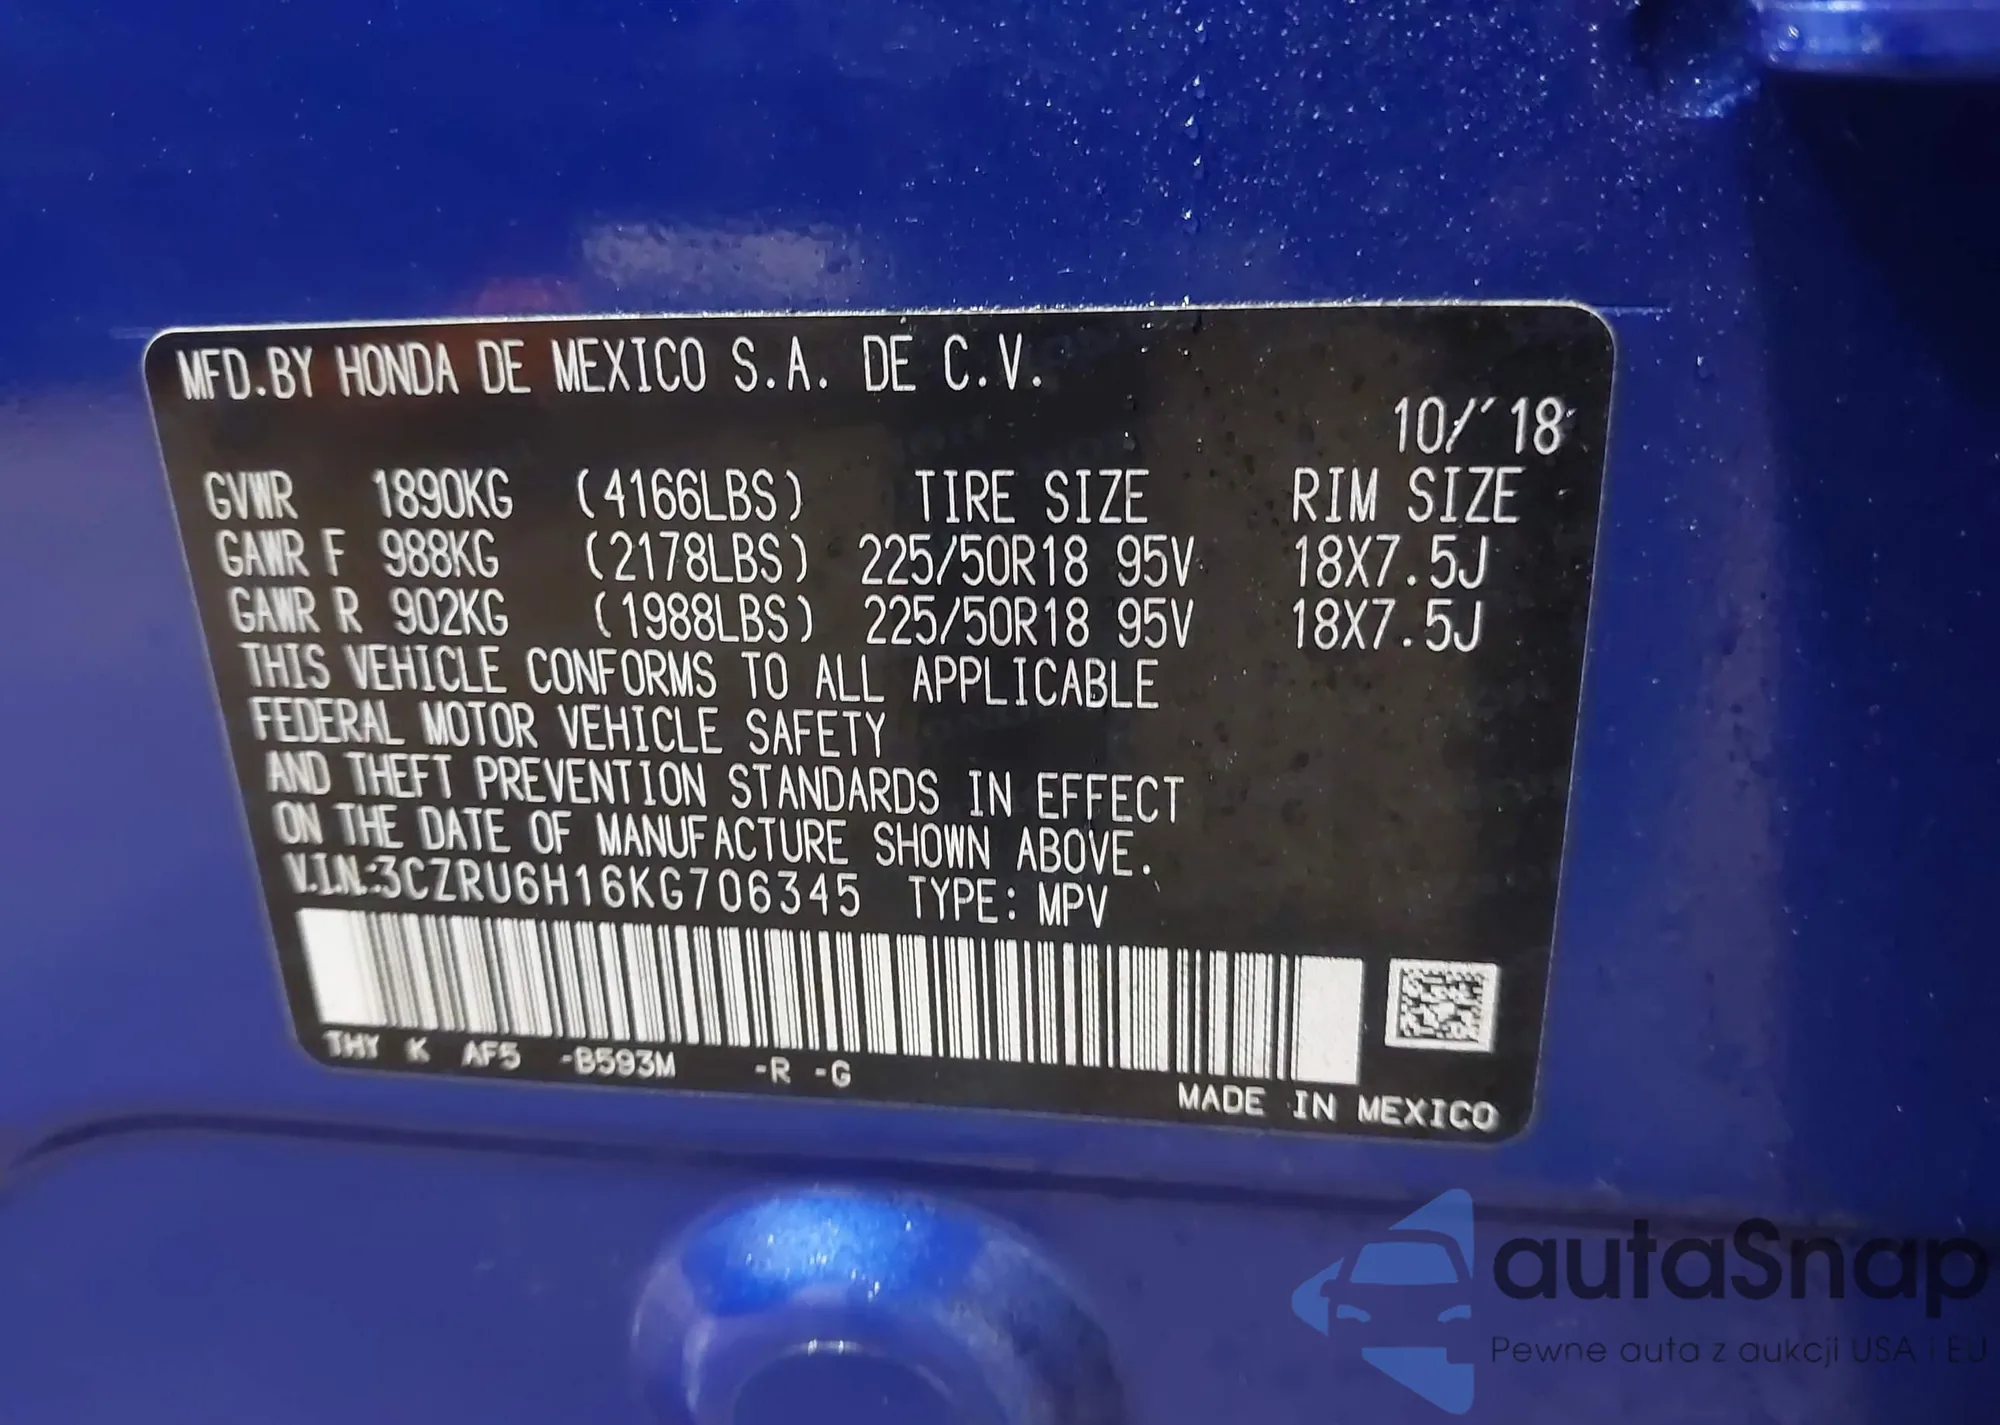 MFD.BY HONDA DE MEXICO S.A. DE C.V.
10/'18
GVWR 1890KG (4166LBS) TIRE SIZE RIM SIZE
GAWR F 988KG (2178LBS) 225/50R18 95V 18X7.5J
GAWR R 902KG (1988LBS) 225/50R18 95V 18X7.5J
THIS VEHICLE CONFORMS TO ALL APPLICABLE
FEDERAL MOTOR VEHICLE SAFETY
AND THEFT PREVENTION STANDARDS IN EFFECT
ON THE DATE OF MANUFACTURE SHOWN ABOVE.
V.I.N.:3CZRU6H16KG706345 TYPE: MPV
THY K AF5 -B593M -R -G
MADE IN MEXICO
autaSnap
Pewne auta z aukcji USA i EU